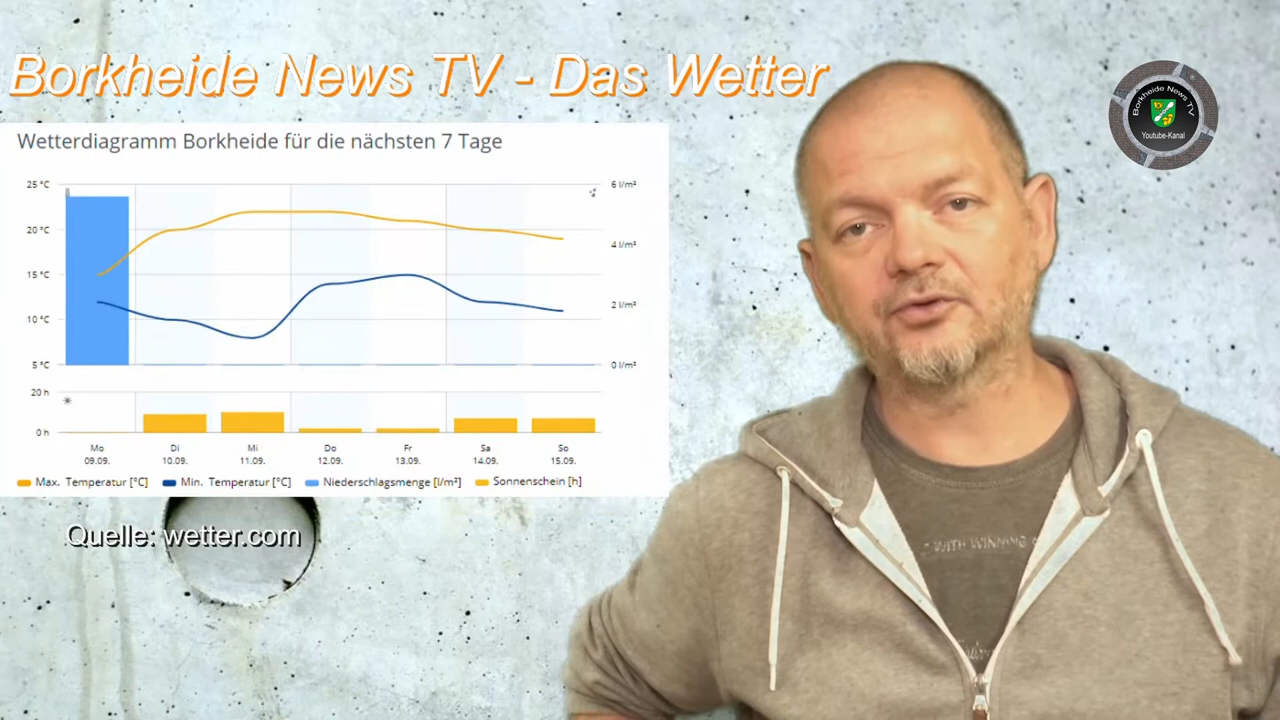 Borkheide News TV - Das Wetter
Borkheide News TV
Youtube-Kanal
Wetterdiagramm Borkheide für die nächsten 7 Tage
25 °C
6 l/m²
20 °C
4 l/m²
15 °C
10 °C
2 l/m²
5 °C
0 l/m²
20 h
0 h
Mo Di Mi Do Fr Sa So
09.09. 10.09. 11.09. 12.09. 13.09. 14.09. 15.09.
Max. Temperatur [°C] Min. Temperatur [°C] Niederschlagsmenge [l/m²] Sonnenschein [h]
Quelle: wetter.com
WITH WINNING